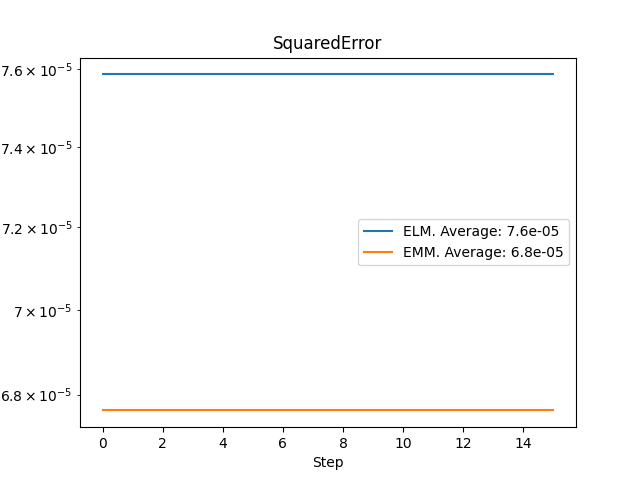 SquaredError
7.6 × 10⁻⁵
7.4 × 10⁻⁵
7.2 × 10⁻⁵
7 × 10⁻⁵
6.8 × 10⁻⁵
ELM. Average: 7.6e-05
EMM. Average: 6.8e-05
0 2 4 6 8 10 12 14
Step